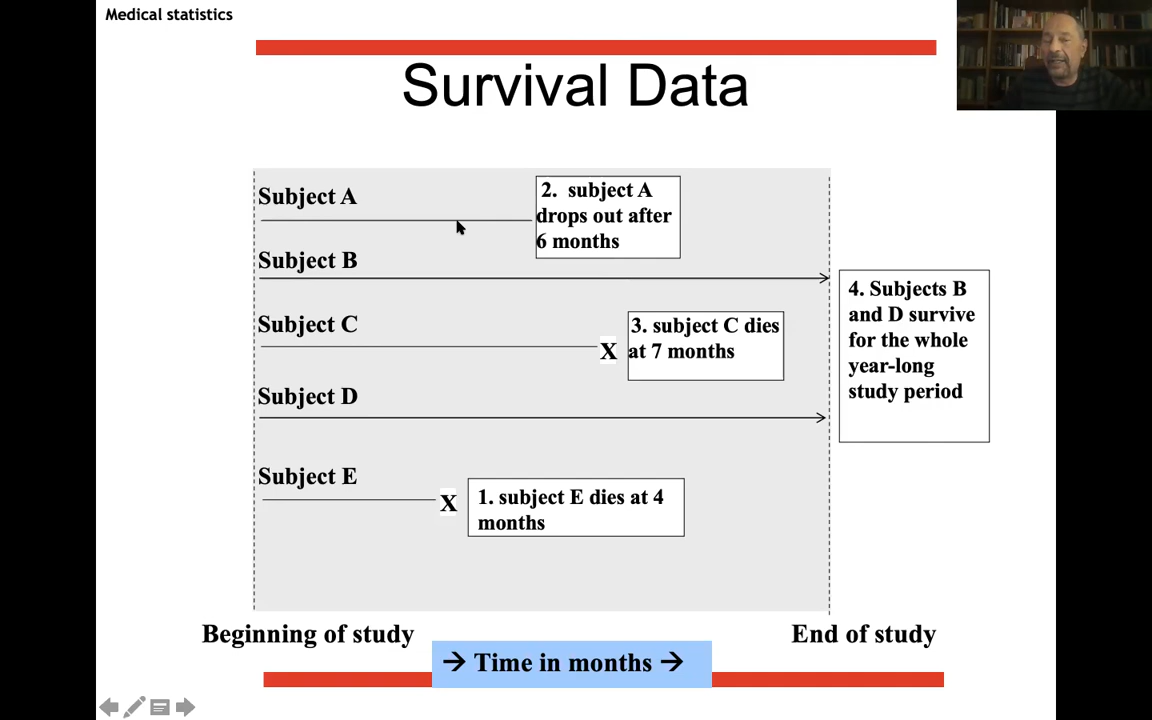 Medical statistics
Survival Data
Subject A
2. subject A
drops out after
6 months
Subject B
4. Subjects B
and D survive
for the whole
year-long
study period
Subject C
X
3. subject C dies
at 7 months
Subject D
Subject E
X
1. subject E dies at 4
months
Beginning of study
End of study
→ Time in months →